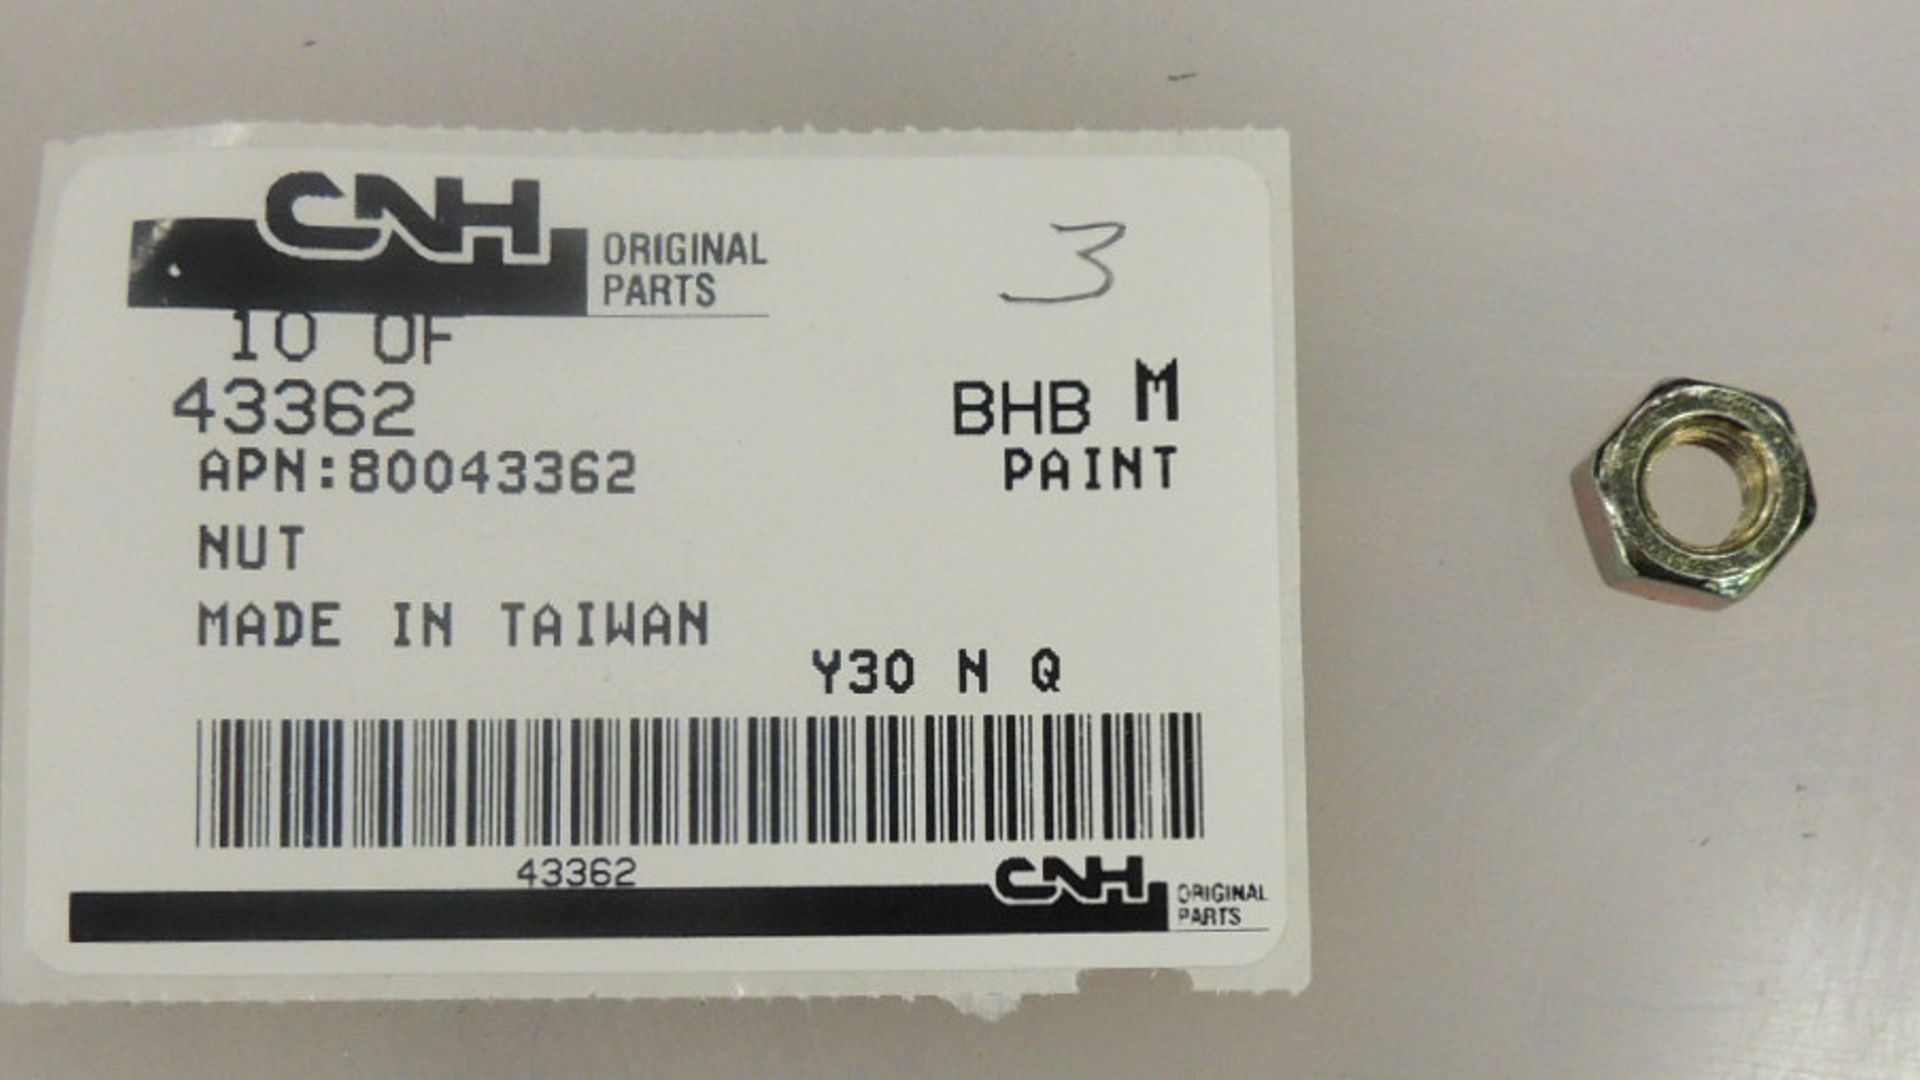 CNH ORIGINAL PARTS
3
10 OF
43362 BHB M
APN:80043362 PAINT
NUT
MADE IN TAIWAN
Y30 N Q
43362
CNH ORIGINAL PARTS